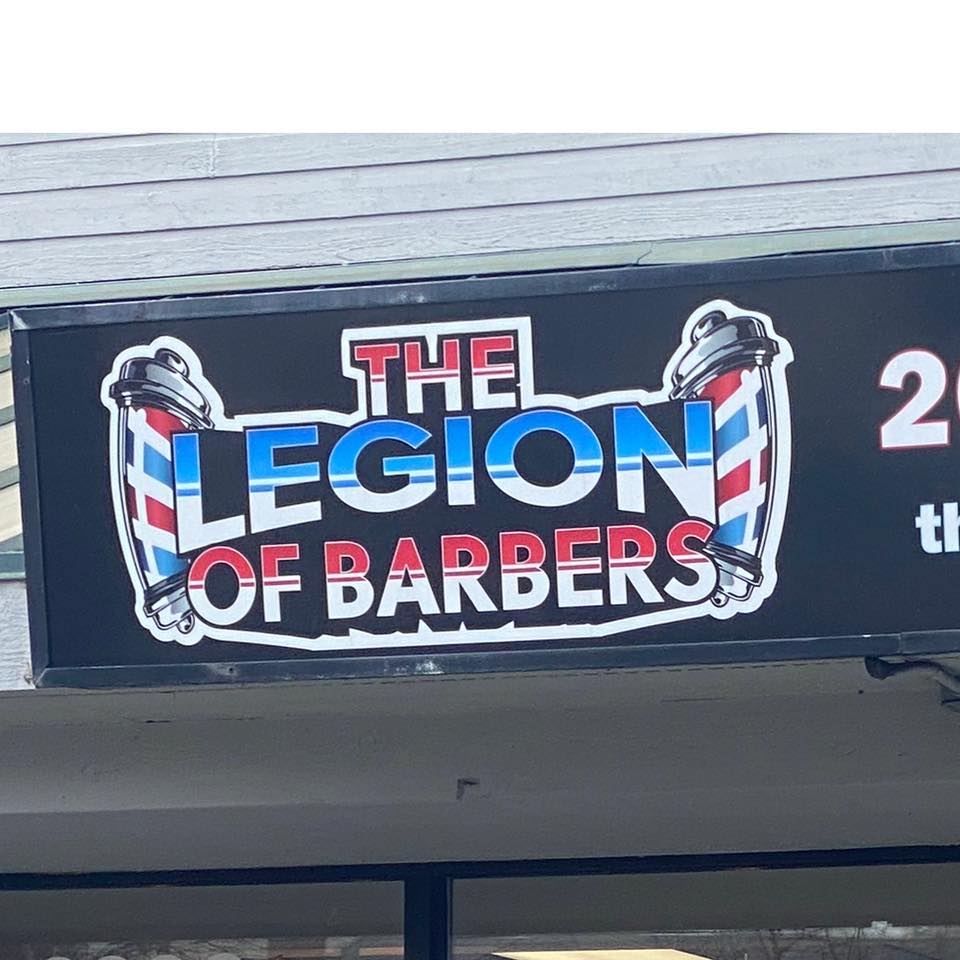 THE
LEGION
OF BARBERS